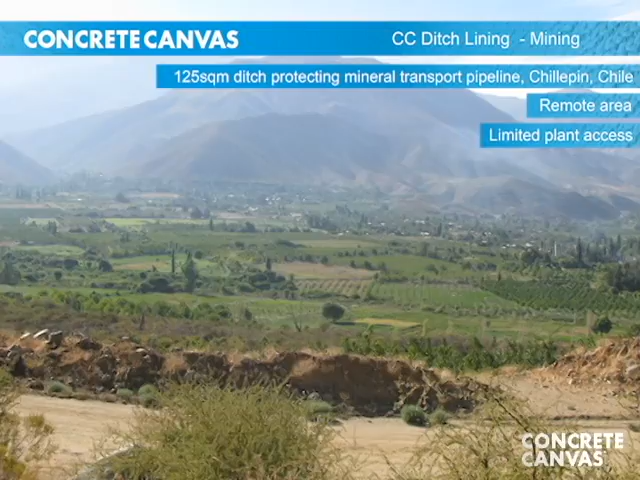 CONCRETE CANVAS
CC Ditch Lining - Mining
125sqm ditch protecting mineral transport pipeline, Chillepin, Chile
Remote area
Limited plant access
CONCRETE
CANVAS